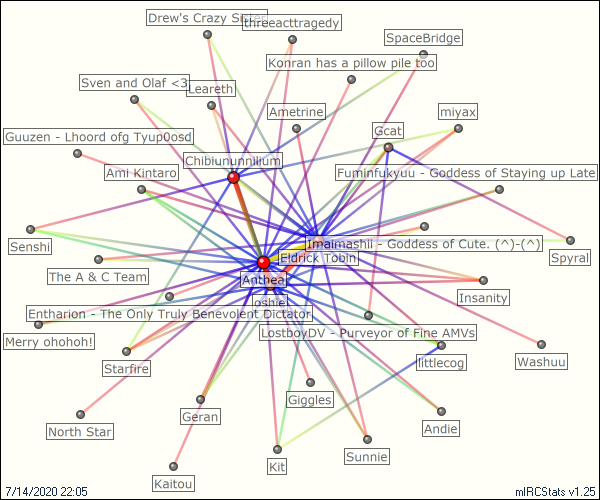 Drew's Crazy Sister
threeacttragedy
SpaceBridge
Konran has a pillow pile too
Sven and Olaf <3
Leareth
Ametrine
miyax
Gcat
Guuzen - Lhoord ofg Tyup0osd
Chibiununnilium
Ami Kintaro
Fuminfukyuu - Goddess of Staying up Late
Senshi
Imaimashii - Goddess of Cute. (^)-(^)
Spyral
Eldrick Tobin
The A & C Team
Anthea
Insanity
Entharion - The Only Truly Benevolent Dictator
LostboyDV - Purveyor of Fine AMVs
Merry ohohoh!
Starfire
littlecog
Washuu
Giggles
Geran
Andie
North Star
Sunnie
Kit
Kaitou
7/14/2020 22:05
mIRCStats v1.25